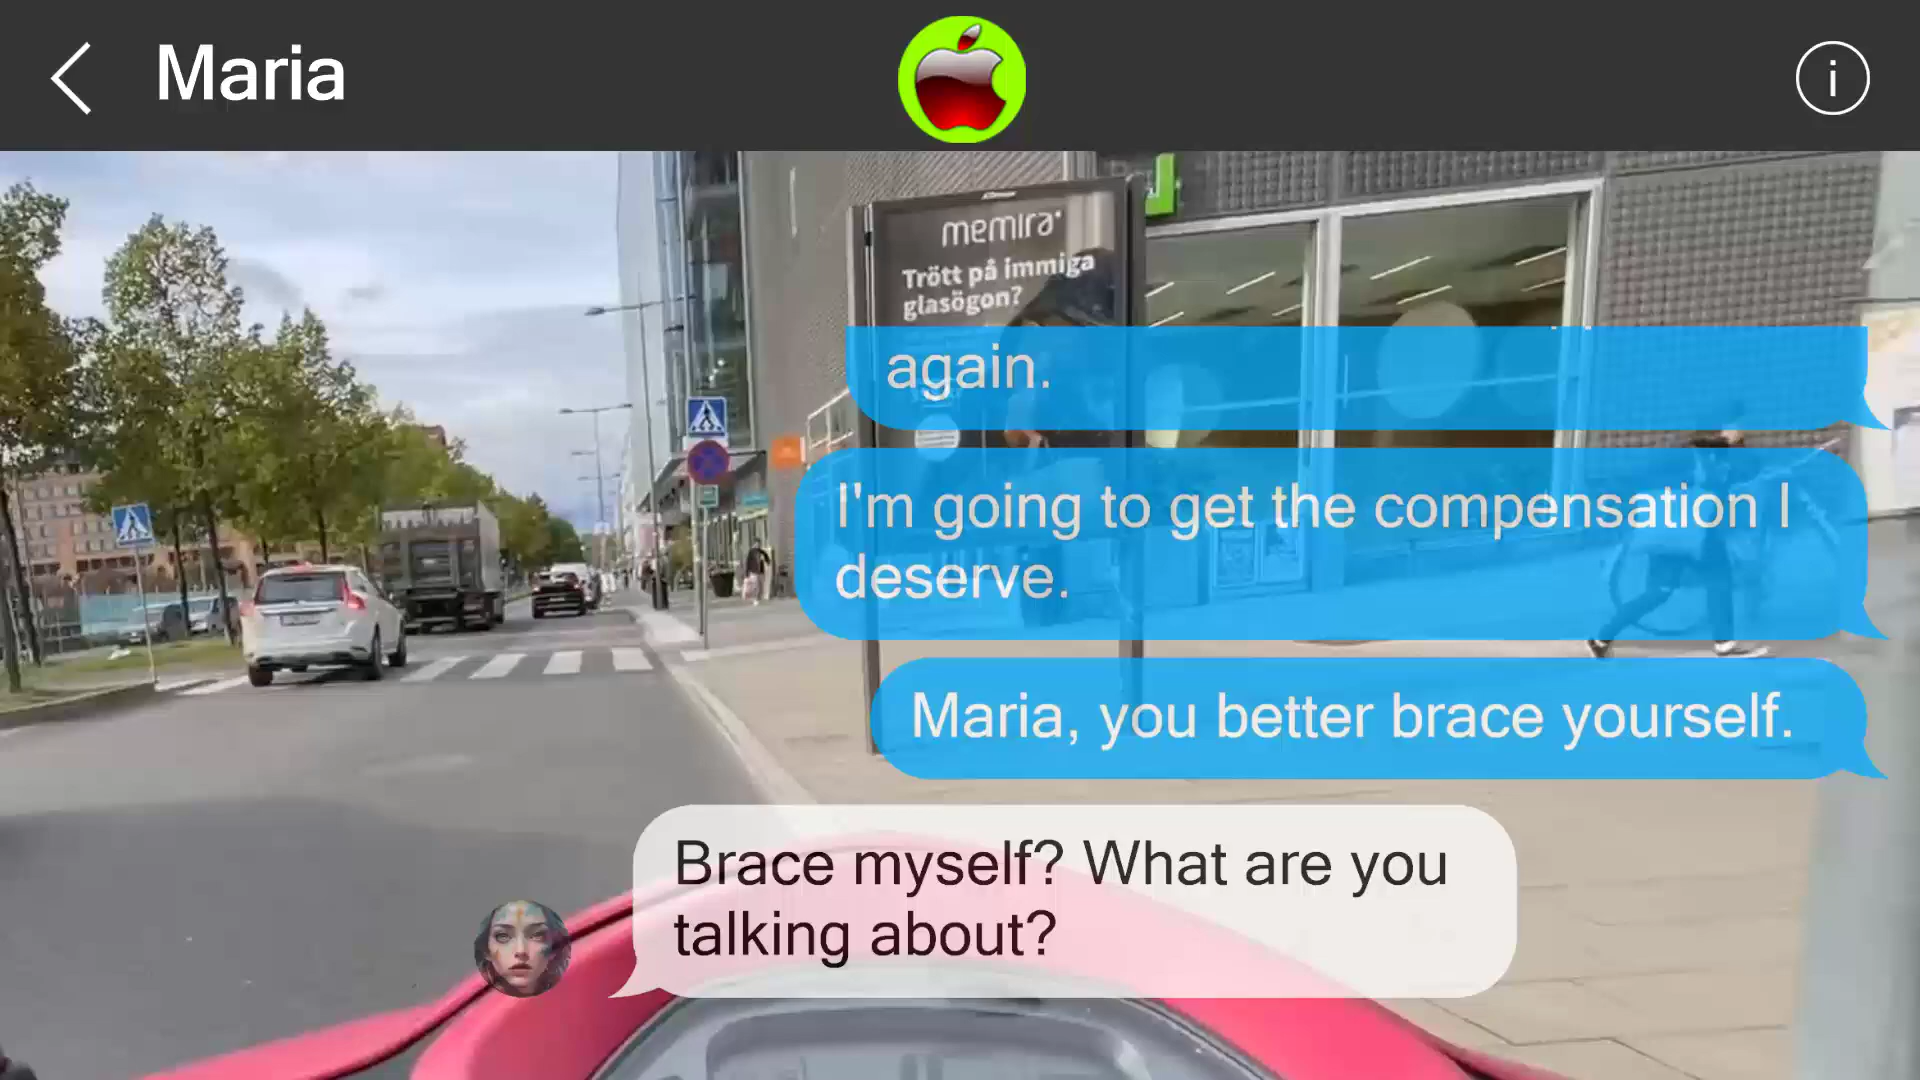 Maria
i
memira
Trött på immiga
glasögon?
again.
I'm going to get the compensation I
deserve.
Maria, you better brace yourself.
Brace myself? What are you
talking about?